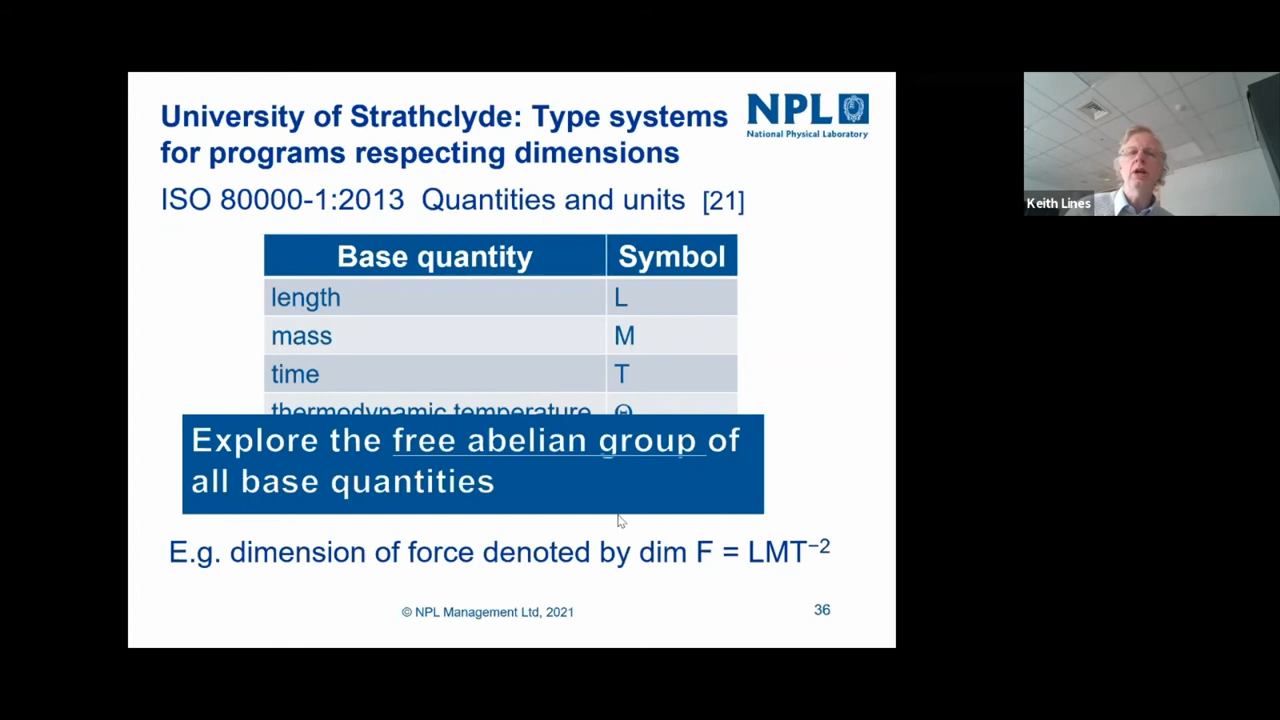 University of Strathclyde: Type systems
for programs respecting dimensions
NPL
National Physical Laboratory
ISO 80000-1:2013 Quantities and units [21]
Base quantity Symbol
length L
mass M
time T
thermodynamic temperature Θ
Explore the free abelian group of
all base quantities
E.g. dimension of force denoted by dim F = LMT⁻²
© NPL Management Ltd, 2021
36
Keith Lines